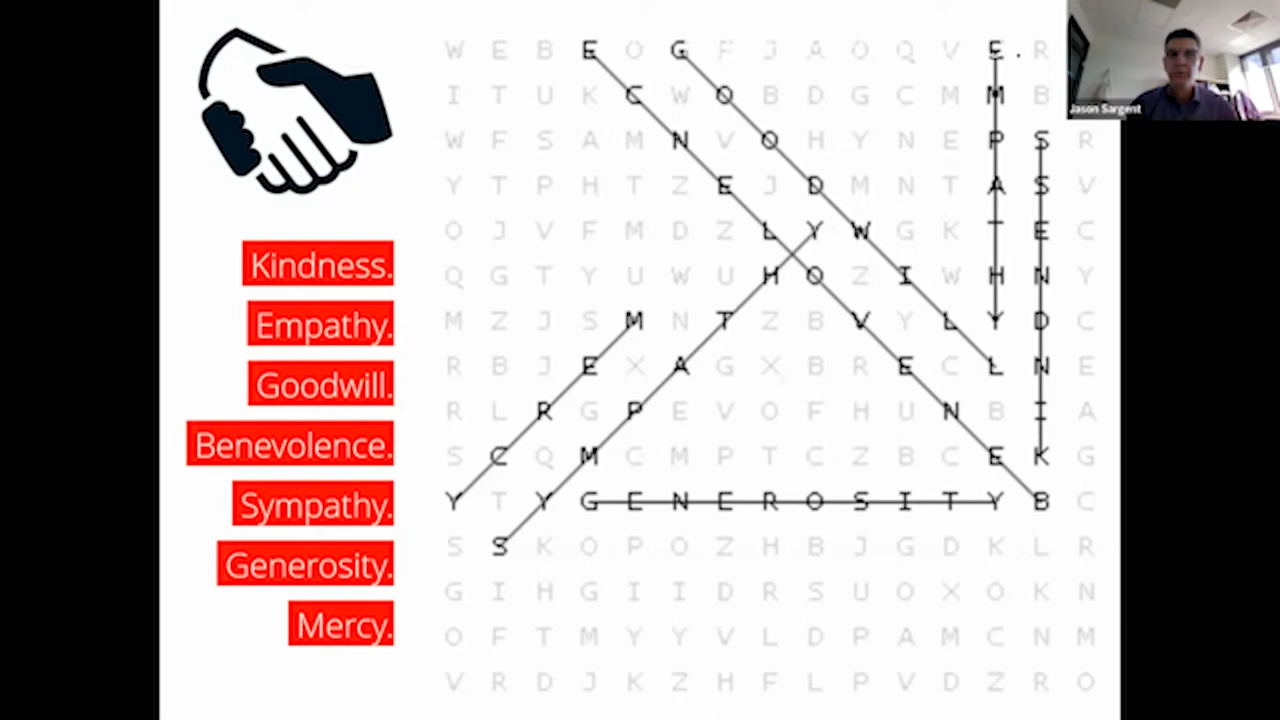 Jason Sargent
Kindness.
Empathy.
Goodwill.
Benevolence.
Sympathy.
Generosity.
Mercy.
W E B E O G F J A O Q V E R
I T U K C W O B D G C M M B
W F S A M N V O H Y N E P S R
Y T P H T Z E J D M N T A S V
O J V F M D Z L Y W G K T E C
Q G T Y U W U H O Z I W H N Y
M Z J S M N T Z B V Y L Y D C
R B J E X A G X B R E C L N E
R L R G P E V O F H U N B I A
S C Q M C M P T C Z B C E K G
Y T Y G E N E R O S I T Y B C
S S K O P O Z H B J G D K L R
G I H G I I D R S U O X O K N
O F T M Y Y V L D P A M C N M
V R D J K Z H F L P V D Z R O